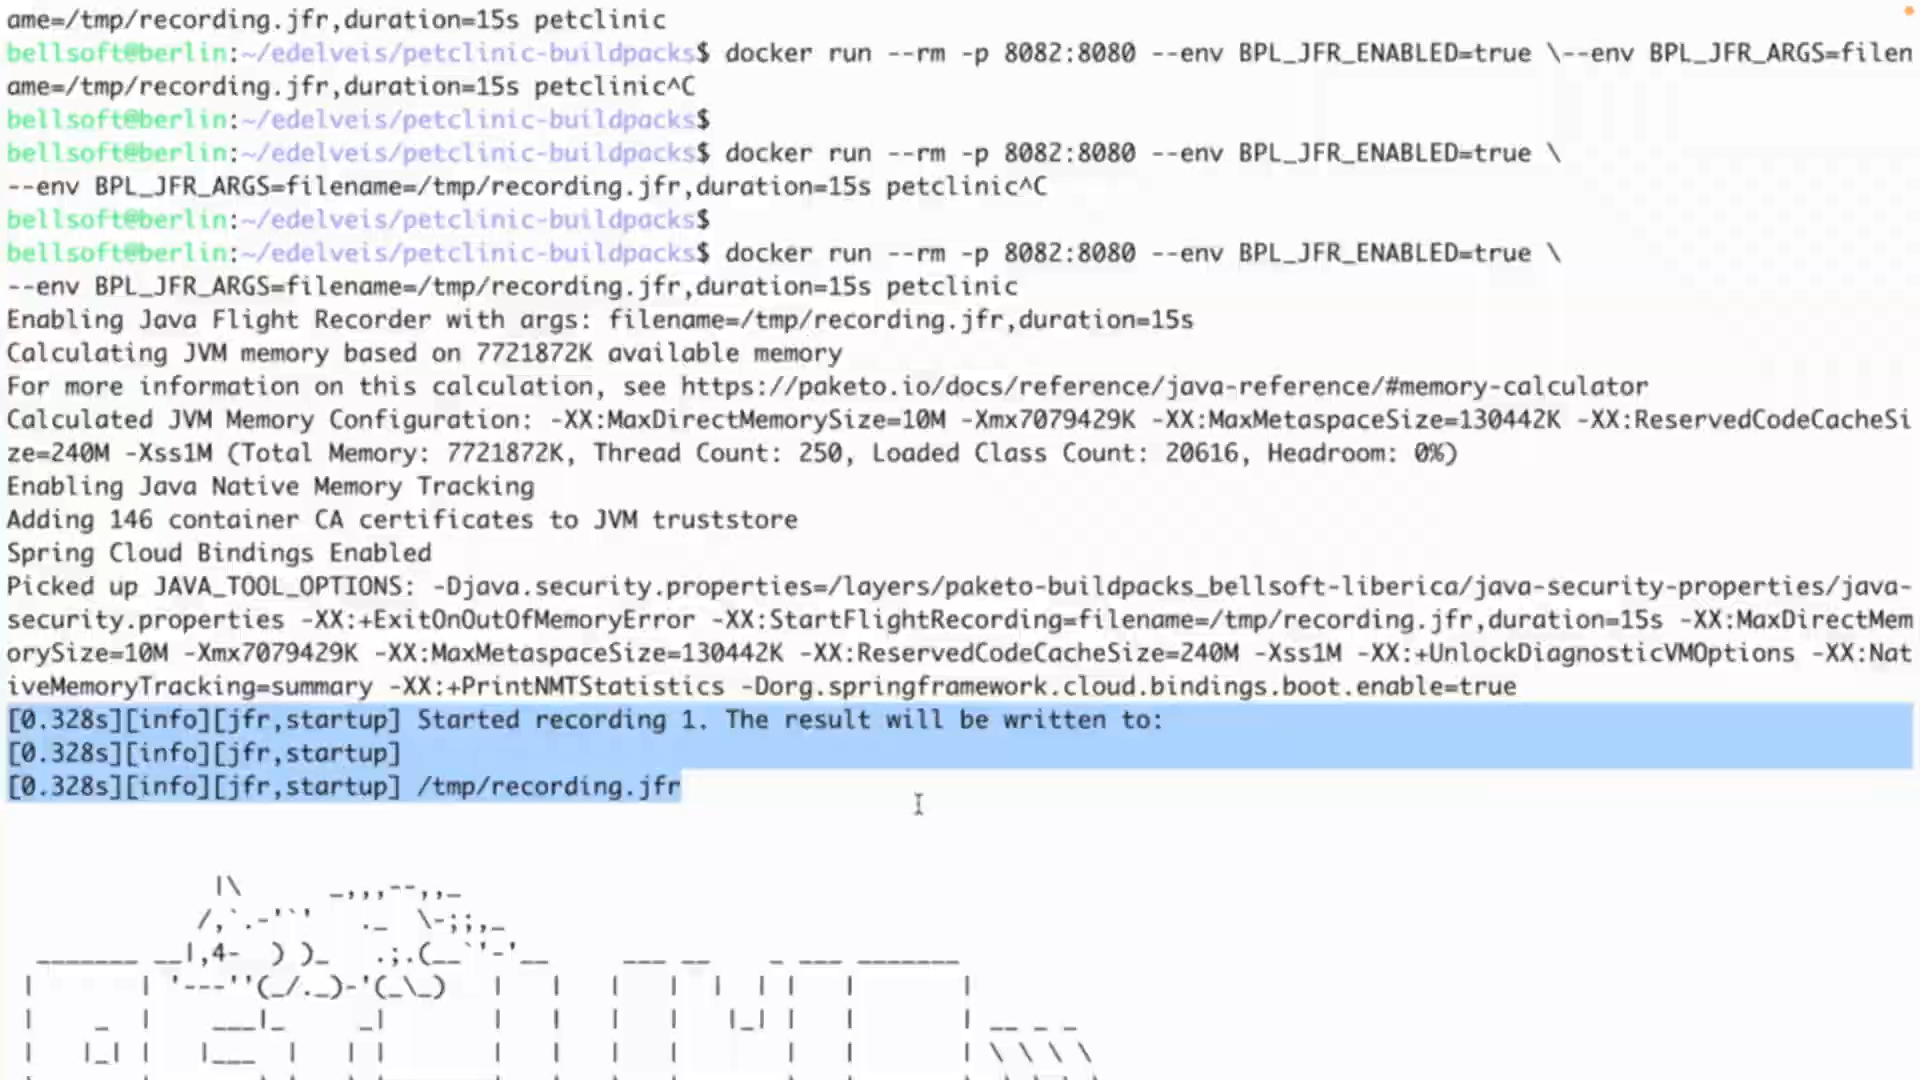 ame=/tmp/recording.jfr,duration=15s petclinic
bellsoft@berlin:~/edelveis/petclinic-buildpacks$ docker run --rm -p 8082:8080 --env BPL_JFR_ENABLED=true \--env BPL_JFR_ARGS=filen
ame=/tmp/recording.jfr,duration=15s petclinic^C
bellsoft@berlin:~/edelveis/petclinic-buildpacks$
bellsoft@berlin:~/edelveis/petclinic-buildpacks$ docker run --rm -p 8082:8080 --env BPL_JFR_ENABLED=true \
--env BPL_JFR_ARGS=filename=/tmp/recording.jfr,duration=15s petclinic^C
bellsoft@berlin:~/edelveis/petclinic-buildpacks$
bellsoft@berlin:~/edelveis/petclinic-buildpacks$ docker run --rm -p 8082:8080 --env BPL_JFR_ENABLED=true \
--env BPL_JFR_ARGS=filename=/tmp/recording.jfr,duration=15s petclinic
Enabling Java Flight Recorder with args: filename=/tmp/recording.jfr,duration=15s
Calculating JVM memory based on 7721872K available memory
For more information on this calculation, see https://paketo.io/docs/reference/java-reference/#memory-calculator
Calculated JVM Memory Configuration: -XX:MaxDirectMemorySize=10M -Xmx7079429K -XX:MaxMetaspaceSize=130442K -XX:ReservedCodeCacheSi
ze=240M -Xss1M (Total Memory: 7721872K, Thread Count: 250, Loaded Class Count: 20616, Headroom: 0%)
Enabling Java Native Memory Tracking
Adding 146 container CA certificates to JVM truststore
Spring Cloud Bindings Enabled
Picked up JAVA_TOOL_OPTIONS: -Djava.security.properties=/layers/paketo-buildpacks_bellsoft-liberica/java-security-properties/java-
security.properties -XX:+ExitOnOutOfMemoryError -XX:StartFlightRecording=filename=/tmp/recording.jfr,duration=15s -XX:MaxDirectMem
orySize=10M -Xmx7079429K -XX:MaxMetaspaceSize=130442K -XX:ReservedCodeCacheSize=240M -Xss1M -XX:+UnlockDiagnosticVMOptions -XX:Nat
iveMemoryTracking=summary -XX:+PrintNMTStatistics -Dorg.springframework.cloud.bindings.boot.enable=true
[0.328s][info][jfr,startup] Started recording 1. The result will be written to:
[0.328s][info][jfr,startup]
[0.328s][info][jfr,startup] /tmp/recording.jfr